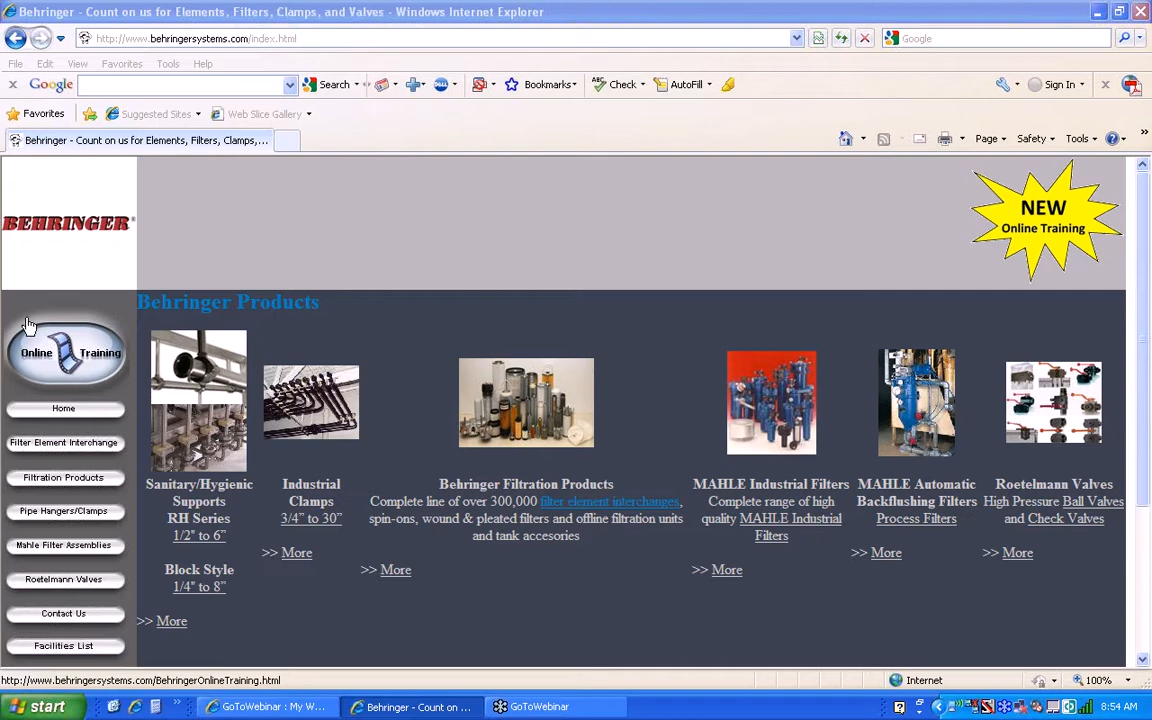 Behringer - Count on us for Elements, Filters, Clamps, and Valves - Windows Internet Explorer
http://www.behringersystems.com/index.html
Google
File Edit View Favorites Tools Help
x Google Search Bookmarks Check AutoFill Sign In x
Favorites Suggested Sites Web Slice Gallery
Behringer - Count on us for Elements, Filters, Clamps,... Page Safety Tools
BEHRINGER®
NEW
Online Training
Behringer Products
Online Training
Home
Filter Element Interchange
Filtration Products
Pipe Hangers/Clamps
Mahle Filter Assemblies
Roetelmann Valves
Contact Us
Facilities List
Sanitary/Hygienic
Supports
RH Series
1/2" to 6”
Block Style
1/4" to 8”
>> More
Industrial
Clamps
3/4” to 30”
>> More
Behringer Filtration Products
Complete line of over 300,000 filter element interchanges,
spin-ons, wound & pleated filters and offline filtration units
and tank accesories
>> More
MAHLE Industrial Filters
Complete range of high
quality MAHLE Industrial
Filters
>> More
MAHLE Automatic
Backflushing Filters
Process Filters
>> More
Roetelmann Valves
High Pressure Ball Valves
and Check Valves
>> More
http://www.behringersystems.com/BehringerOnlineTraining.html Internet 100%
start GoToWebinar : My W... Behringer - Count on ... GoToWebinar 8:54 AM